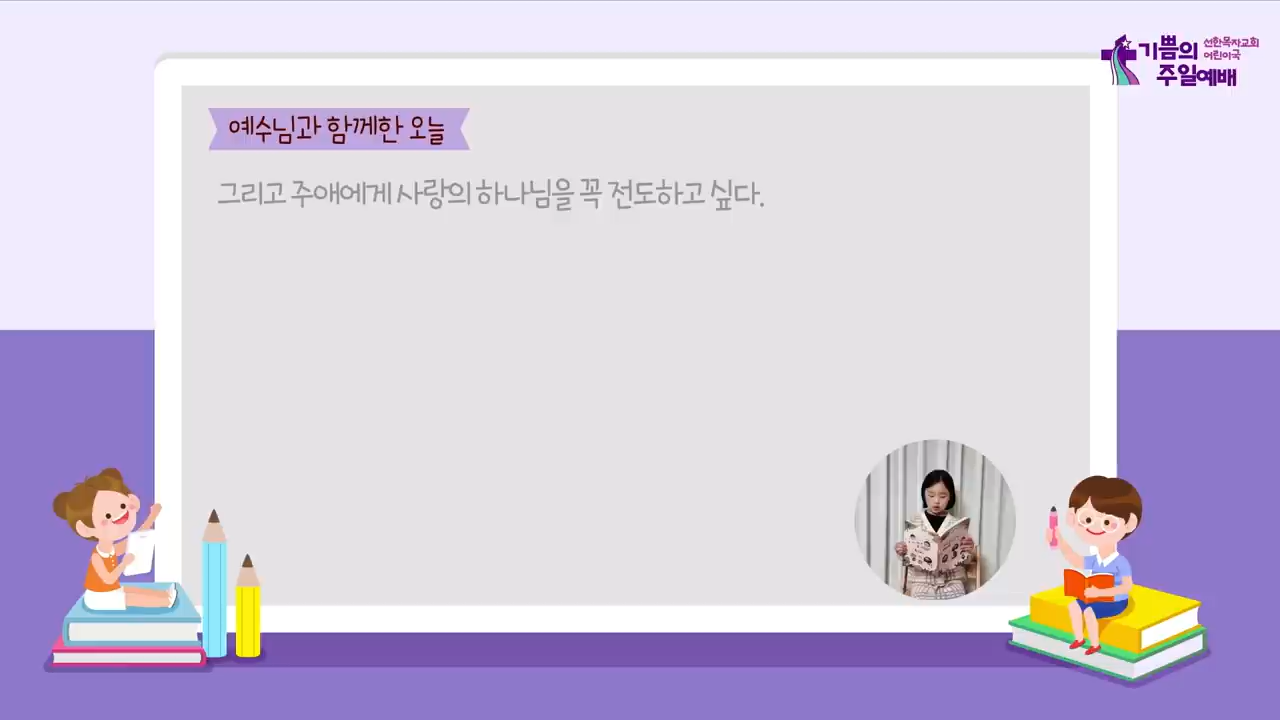 기쁨의 선한목자교회
주일예배 어린이국
예수님과 함께한 오늘
그리고 주애에게 사랑의 하나님을 꼭 전도하고 싶다.